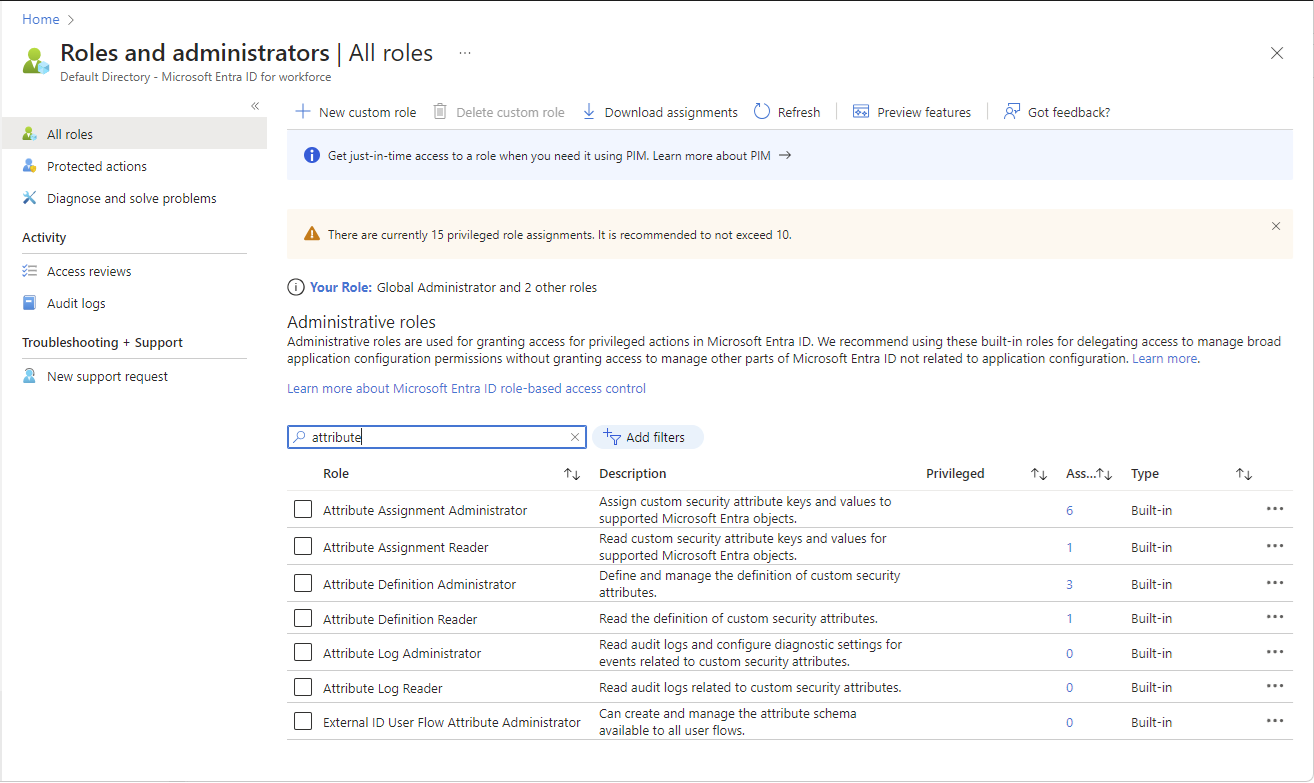 Home
Roles and administrators | All roles ...
Default Directory - Microsoft Entra ID for workforce
All roles
Protected actions
Diagnose and solve problems
Activity
Access reviews
Audit logs
Troubleshooting + Support
New support request
New custom role Delete custom role Download assignments Refresh Preview features Got feedback?
Get just-in-time access to a role when you need it using PIM. Learn more about PIM →
There are currently 15 privileged role assignments. It is recommended to not exceed 10.
Your Role: Global Administrator and 2 other roles
Administrative roles
Administrative roles are used for granting access for privileged actions in Microsoft Entra ID. We recommend using these built-in roles for delegating access to manage broad
application configuration permissions without granting access to manage other parts of Microsoft Entra ID not related to application configuration. Learn more.
Learn more about Microsoft Entra ID role-based access control
attribute Add filters
Role Description Privileged Ass... Type
Attribute Assignment Administrator Assign custom security attribute keys and values to
supported Microsoft Entra objects. 6 Built-in
Attribute Assignment Reader Read custom security attribute keys and values for
supported Microsoft Entra objects. 1 Built-in
Attribute Definition Administrator Define and manage the definition of custom security
attributes. 3 Built-in
Attribute Definition Reader Read the definition of custom security attributes. 1 Built-in
Attribute Log Administrator Read audit logs and configure diagnostic settings for
events related to custom security attributes. 0 Built-in
Attribute Log Reader Read audit logs related to custom security attributes. 0 Built-in
External ID User Flow Attribute Administrator Can create and manage the attribute schema
available to all user flows. 0 Built-in